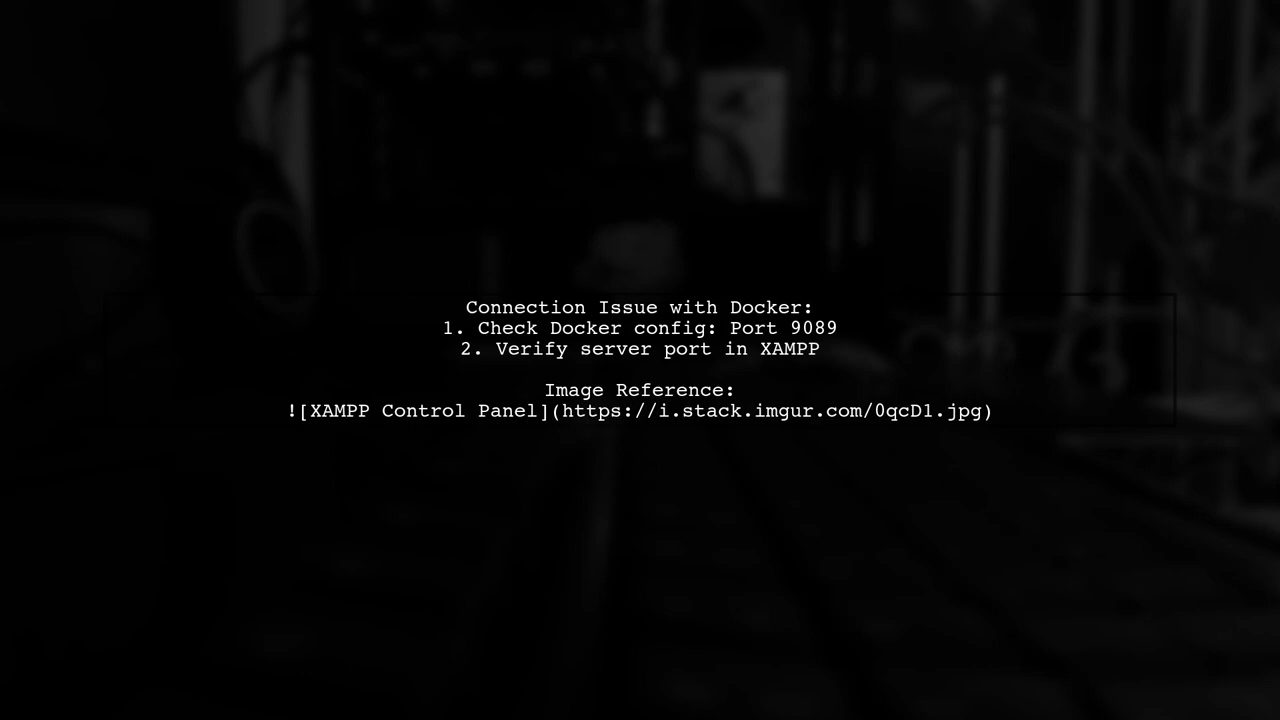 Connection Issue with Docker:
1. Check Docker config: Port 9089
2. Verify server port in XAMPP
Image Reference:
![XAMPP Control Panel](https://i.stack.imgur.com/0qcD1.jpg)